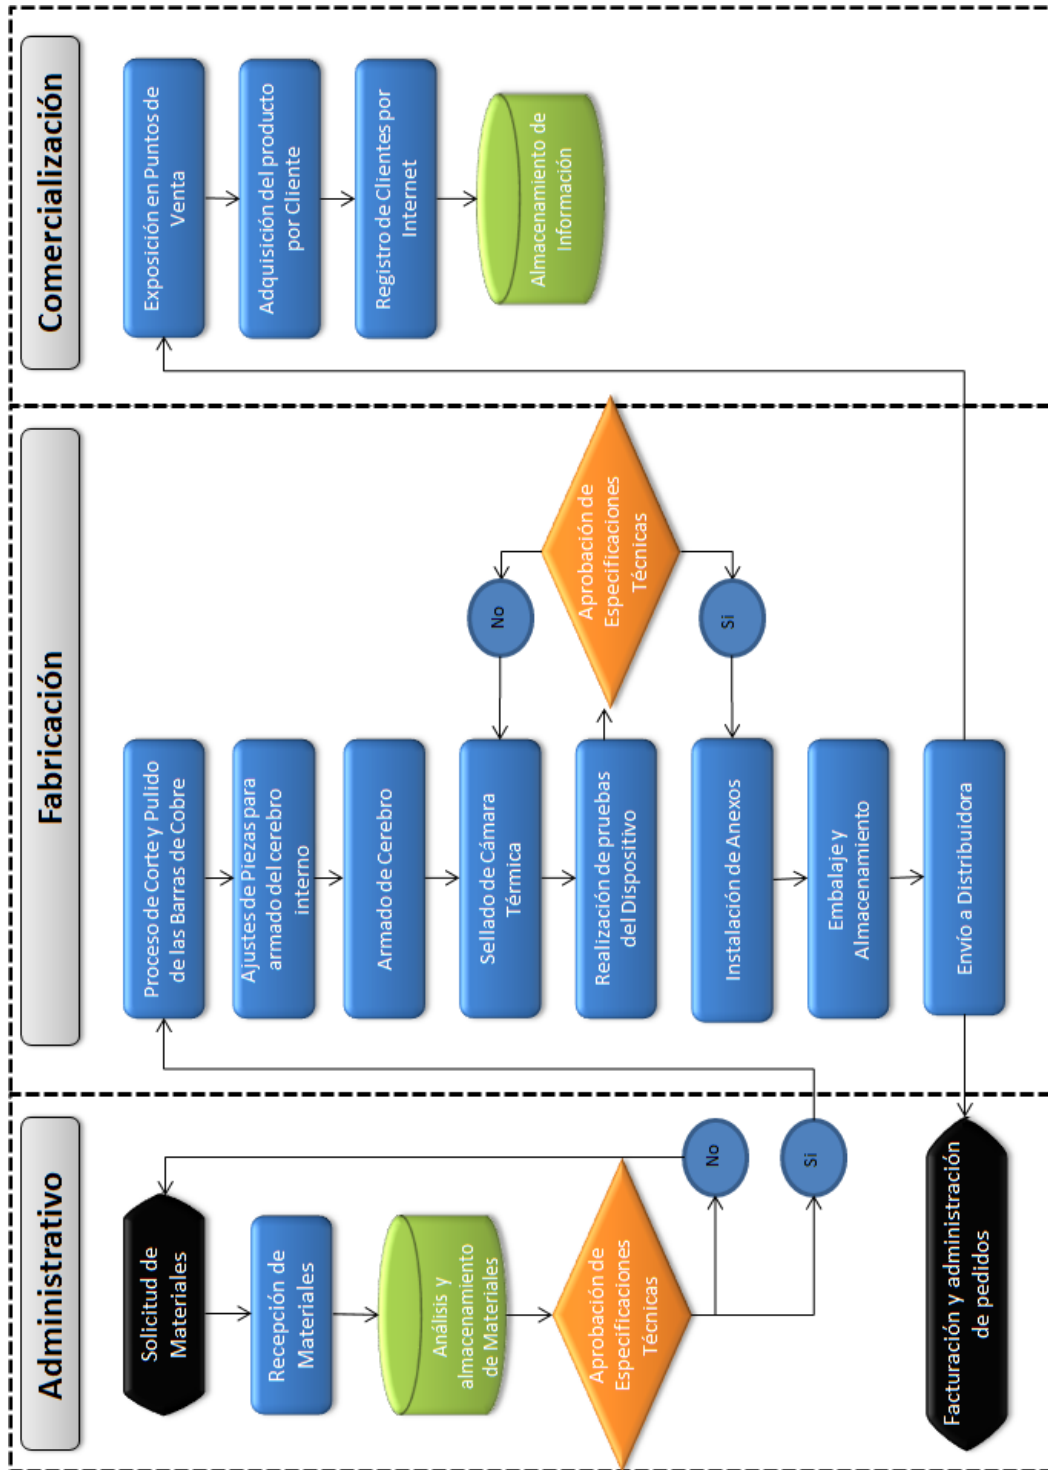 Administrativo
Solicitud de
Materiales
Recepción de
Materiales
Análisis y
almacenamiento
de Materiales
Aprobación de
Especificaciones
Técnicas
No
Si
Facturación y administración
de pedidos
Fabricación
Proceso de Corte y Pulido
de las Barras de Cobre
Ajustes de Piezas para
armado del cerebro
interno
Armado de Cerebro
Sellado de Cámara
Térmica
Realización de pruebas
del Dispositivo
Aprobación de
Especificaciones
Técnicas
No
Si
Instalación de Anexos
Embalaje y
Almacenamiento
Envío a Distribuidora
Comercialización
Exposición en Puntos de
Venta
Adquisición del producto
por Cliente
Registro de Clientes por
Internet
Almacenamiento de
Información